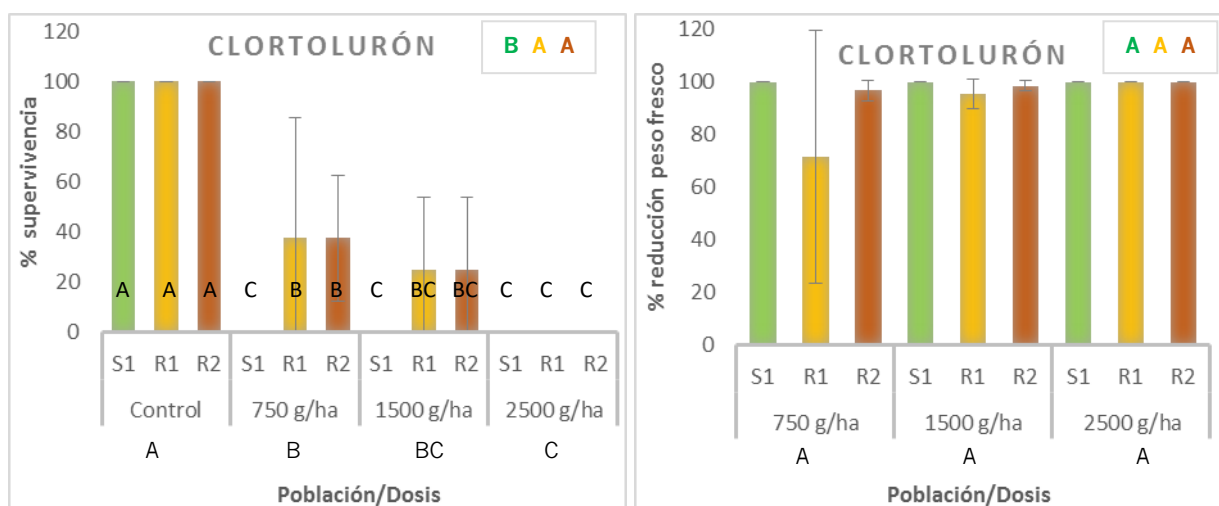 CLORTOLURÓN
B A A
% supervivencia
120
100
80
60
40
20
0
A A A C B B C BC BC C C C
S1 R1 R2 S1 R1 R2 S1 R1 R2 S1 R1 R2
Control 750 g/ha 1500 g/ha 2500 g/ha
A B BC C
Población/Dosis
CLORTOLURÓN
A A A
% reducción peso fresco
120
100
80
60
40
20
0
S1 R1 R2 S1 R1 R2 S1 R1 R2
750 g/ha 1500 g/ha 2500 g/ha
A A A
Población/Dosis